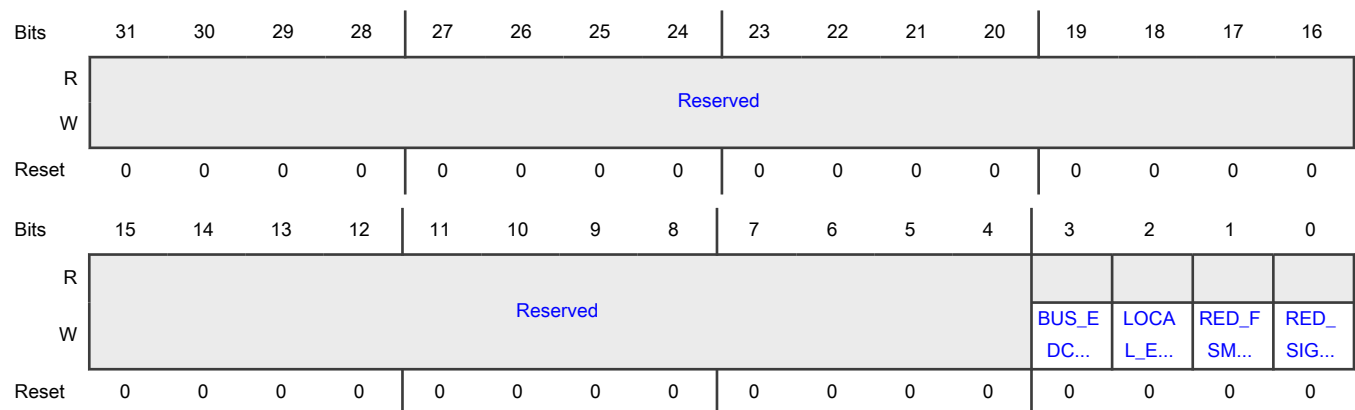 Bits 31 30 29 28 27 26 25 24 23 22 21 20 19 18 17 16
R
Reserved
W
Reset 0 0 0 0 0 0 0 0 0 0 0 0 0 0 0 0
Bits 15 14 13 12 11 10 9 8 7 6 5 4 3 2 1 0
R
Reserved
W
BUS_E LOCA RED_F RED_
DC... L_E... SM... SIG...
Reset 0 0 0 0 0 0 0 0 0 0 0 0 0 0 0 0